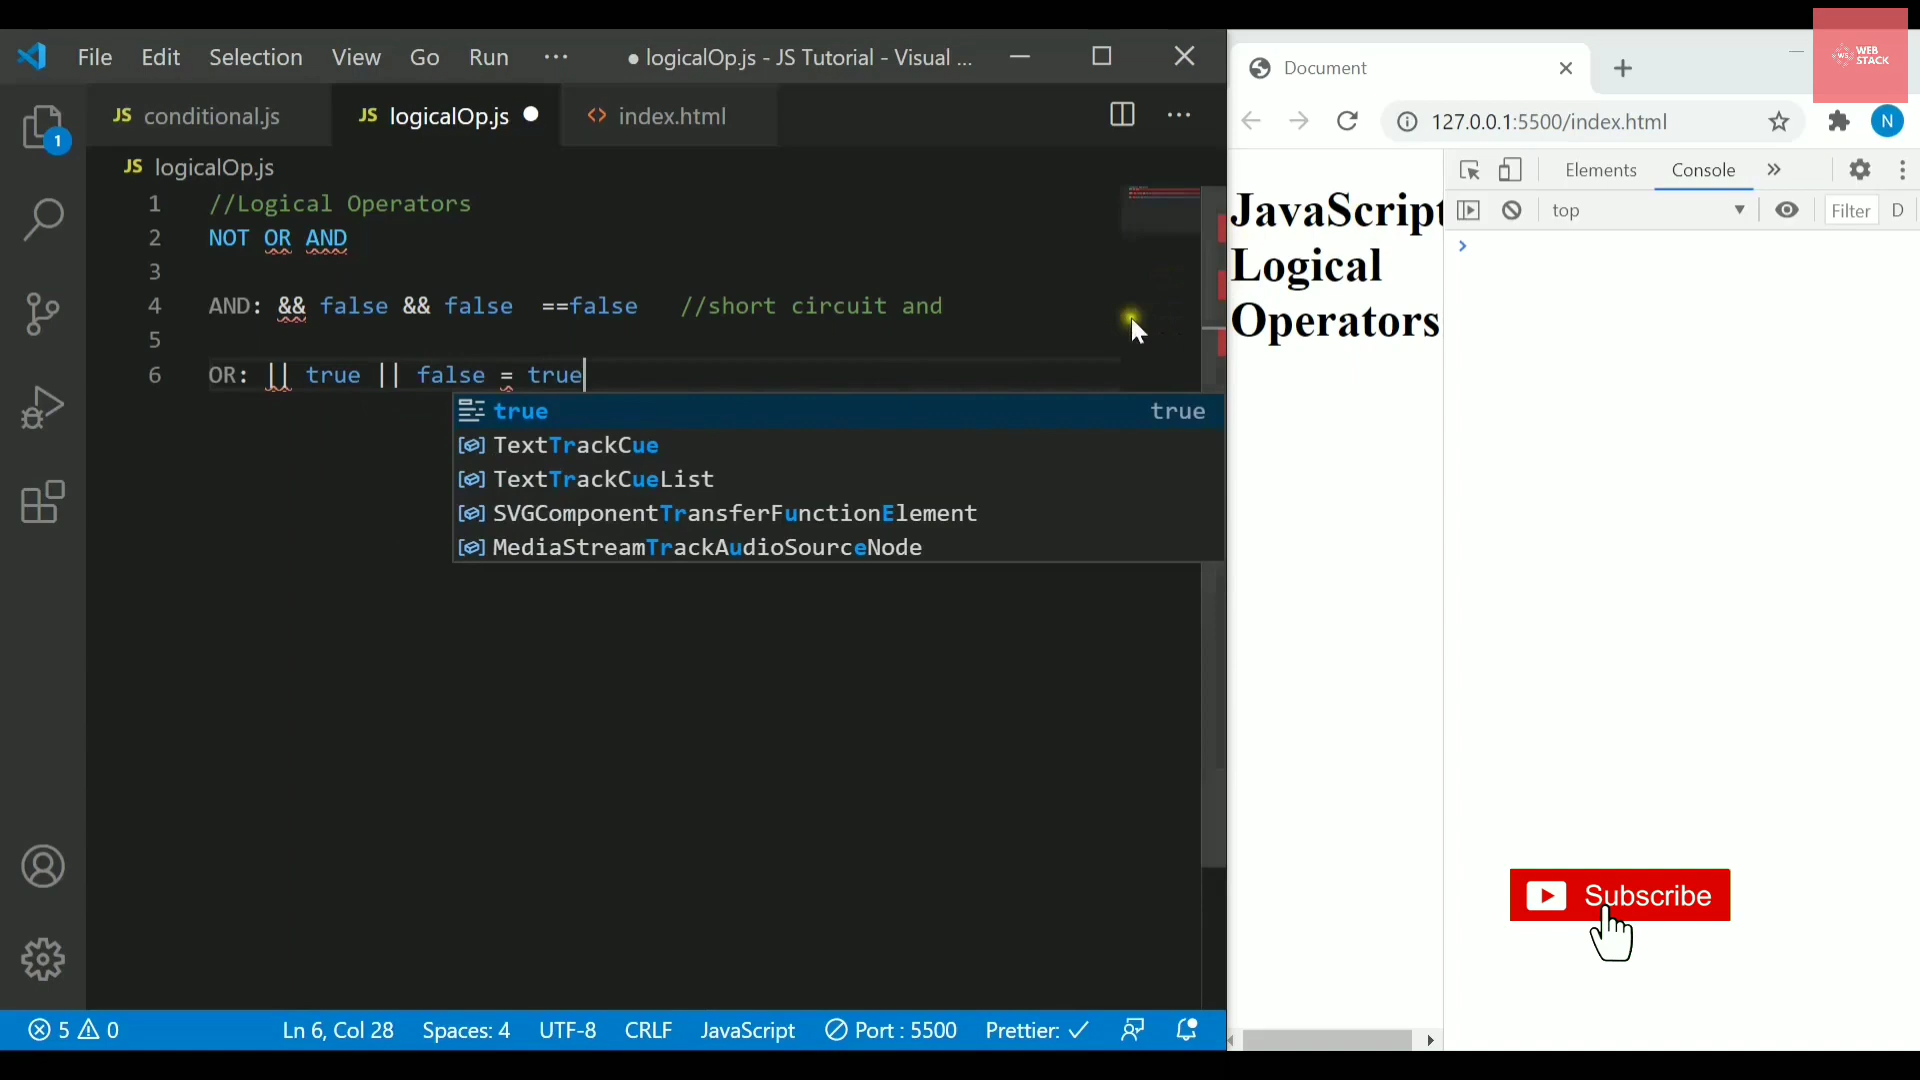 File Edit Selection View Go Run ··· ● logicalOp.js - JS Tutorial - Visual ...
JS conditional.js JS logicalOp.js ● <> index.html ···
JS logicalOp.js
1 //Logical Operators
2 NOT OR AND
3
4 AND: && false && false ==false //short circuit and
5
6 OR: || true || false = true
true true
TextTrackCue
TextTrackCueList
SVGComponentTransferFunctionElement
MediaStreamTrackAudioSourceNode
1
5 0 Ln 6, Col 28 Spaces: 4 UTF-8 CRLF JavaScript Port : 5500 Prettier: ✓
Document
WS WEB
STACK
127.0.0.1:5500/index.html N
Elements Console »
top Filter D
JavaScript
Logical
Operators
Subscribe